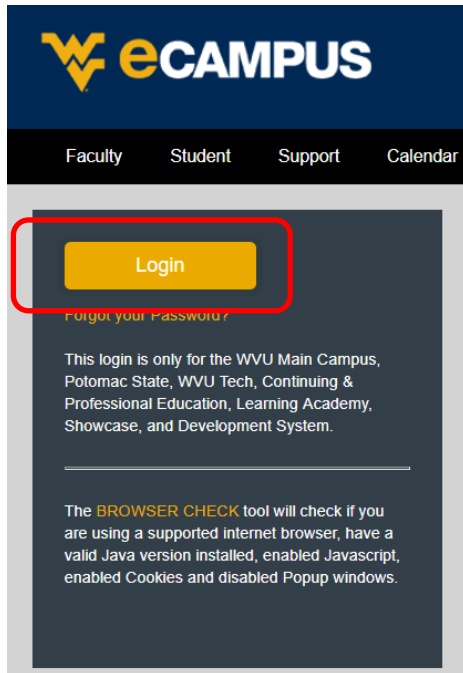 eCAMPUS
Faculty Student Support Calendar
Login
Forgot your Password?
This login is only for the WVU Main Campus,
Potomac State, WVU Tech, Continuing &
Professional Education, Learning Academy,
Showcase, and Development System.
The BROWSER CHECK tool will check if you
are using a supported internet browser, have a
valid Java version installed, enabled Javascript,
enabled Cookies and disabled Popup windows.